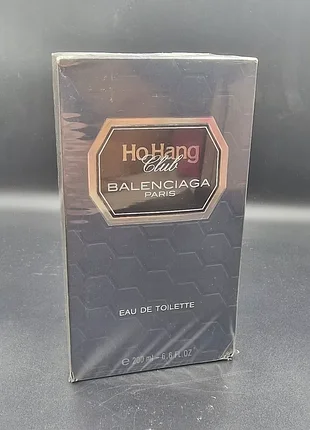 Ho Hang
Club
BALENCIAGA
PARIS
EAU DE TOILETTE
℮ 200 ml - 6.6 FL.OZ